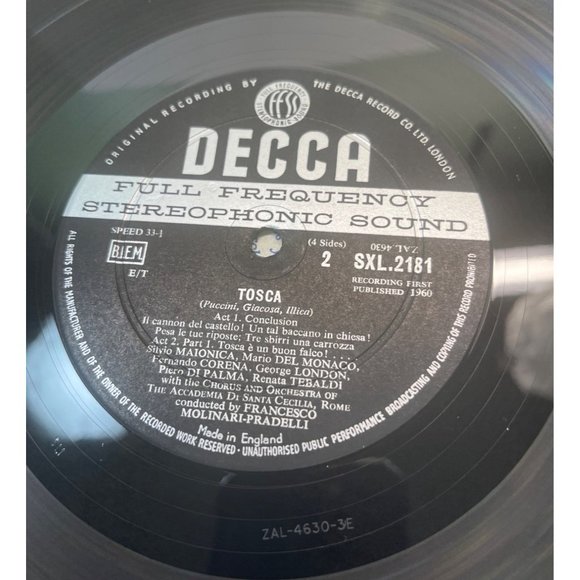 ORIGINAL RECORDING BY
THE DECCA RECORD CO. LTD. LONDON
FULL FREQUENCY
ffss
STEREOPHONIC SOUND
DECCA
FULL FREQUENCY
STEREOPHONIC SOUND
SPEED 33⅓
(4 Sides)
ZAL 4630
B.I.E.M.
2 SXL.2181
E/T
RECORDING FIRST
PUBLISHED 1960
TOSCA
(Puccini, Giacosa, Illica)
Act 1. Conclusion
Il cannon del castello! Un tal baccano in chiesa!
Act 2. Part 1. Tosca è un buon falco! . . .
Pesa le tue riposte; Tre sbirri una carrozza
Silvio MAIONICA, Mario DEL MONACO,
Fernando CORENA, George LONDON,
Piero DI PALMA, Renata TEBALDI
with the CHORUS AND ORCHESTRA OF
THE ACCADEMIA DI SANTA CECILIA, ROME
conducted by FRANCESCO
MOLINARI-PRADELLI
Made in England
ALL RIGHTS OF THE MANUFACTURER AND OF THE OWNER OF THE RECORDED WORK RESERVED · UNAUTHORISED PUBLIC PERFORMANCE BROADCASTING AND COPYING OF THIS RECORD PROHIBITED
ZAL-4630-3E